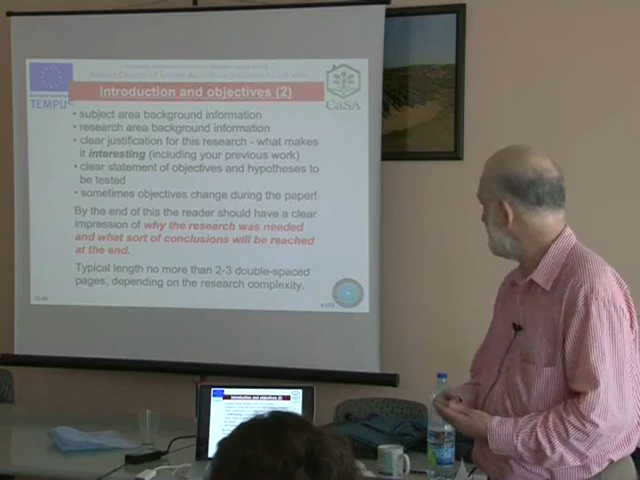 Introduction and objectives (2)
TEMPUS
CaSA
• subject area background information
• research area background information
• clear justification for this research - what makes
it interesting (including your previous work)
• clear statement of objectives and hypotheses to
be tested
• sometimes objectives change during the paper!
By the end of this the reader should have a clear
impression of why the research was needed
and what sort of conclusions will be reached
at the end.
Typical length no more than 2-3 double-spaced
pages, depending on the research complexity.
Introduction and objectives (2)